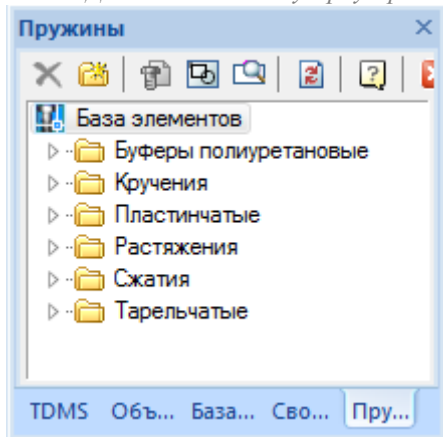 Пружины
База элементов
Буферы полиуретановые
Кручения
Пластинчатые
Растяжения
Сжатия
Тарельчатые
TDMS Объ... База... Сво... Пру...